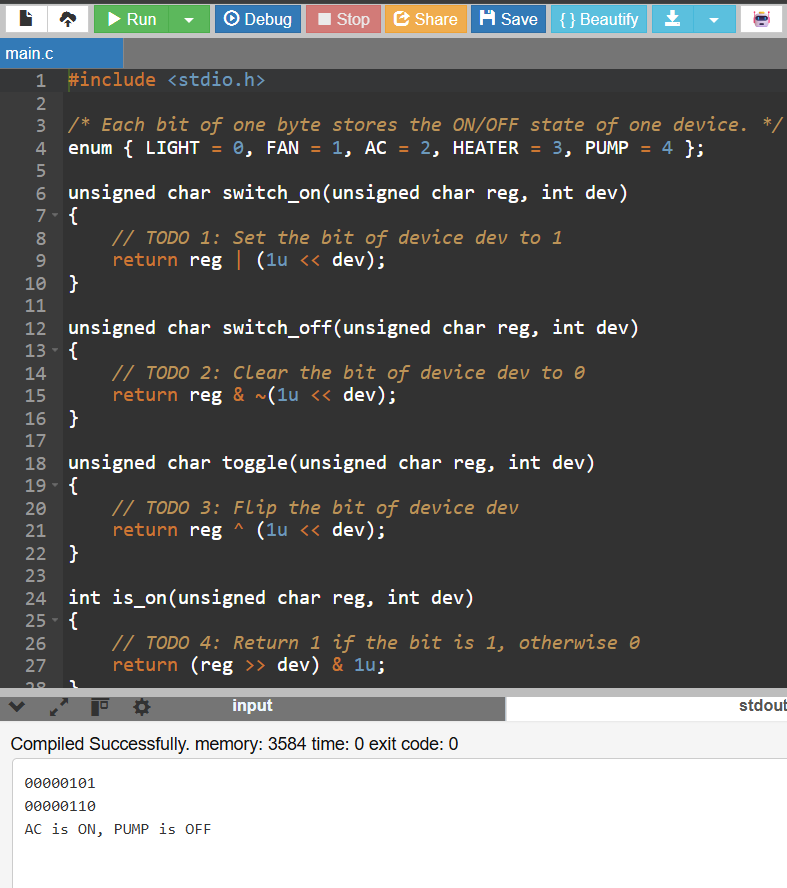 Run Debug Stop Share Save { } Beautify
main.c
1 #include <stdio.h>
2
3 /* Each bit of one byte stores the ON/OFF state of one device. */
4 enum { LIGHT = 0, FAN = 1, AC = 2, HEATER = 3, PUMP = 4 };
5
6 unsigned char switch_on(unsigned char reg, int dev)
7 {
8     // TODO 1: Set the bit of device dev to 1
9     return reg | (1u << dev);
10 }
11
12 unsigned char switch_off(unsigned char reg, int dev)
13 {
14     // TODO 2: Clear the bit of device dev to 0
15     return reg & ~(1u << dev);
16 }
17
18 unsigned char toggle(unsigned char reg, int dev)
19 {
20     // TODO 3: Flip the bit of device dev
21     return reg ^ (1u << dev);
22 }
23
24 int is_on(unsigned char reg, int dev)
25 {
26     // TODO 4: Return 1 if the bit is 1, otherwise 0
27     return (reg >> dev) & 1u;
28 }
input stdout
Compiled Successfully. memory: 3584 time: 0 exit code: 0
00000101
00000110
AC is ON, PUMP is OFF